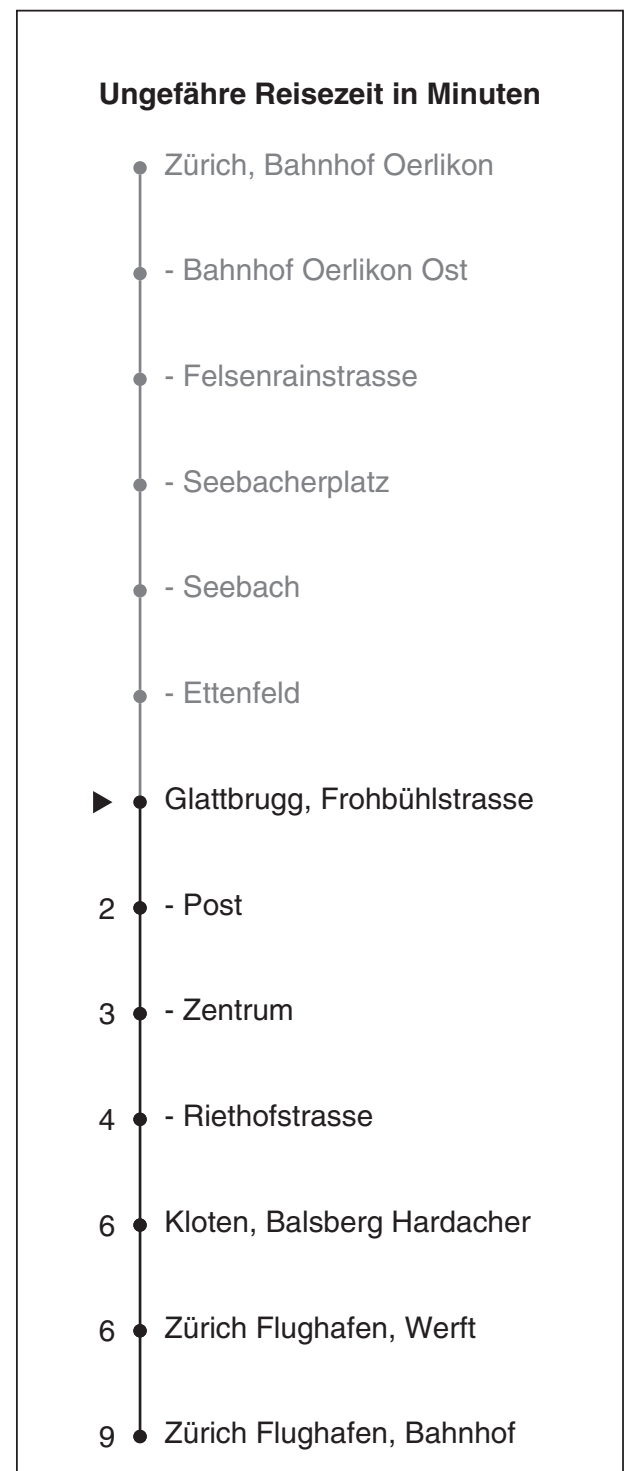 Ungefähre Reisezeit in Minuten
Zürich, Bahnhof Oerlikon
- Bahnhof Oerlikon Ost
- Felsenrainstrasse
- Seebacherplatz
- Seebach
- Ettenfeld
Glattbrugg, Frohbühlstrasse
2 - Post
3 - Zentrum
4 - Riethofstrasse
6 Kloten, Balsberg Hardacher
6 Zürich Flughafen, Werft
9 Zürich Flughafen, Bahnhof